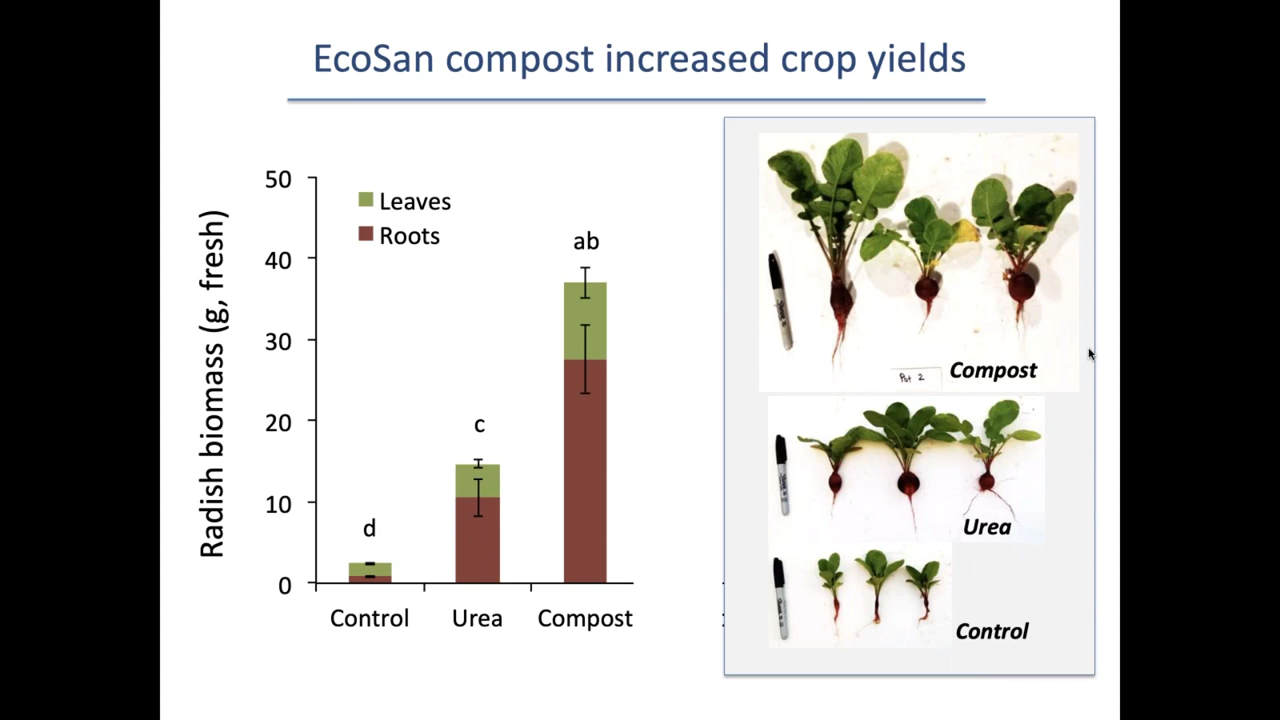 EcoSan compost increased crop yields
Radish biomass (g, fresh)
50
40
30
20
10
0
Leaves
Roots
d
c
ab
Control
Urea
Compost
Pot 2
Compost
Urea
Control